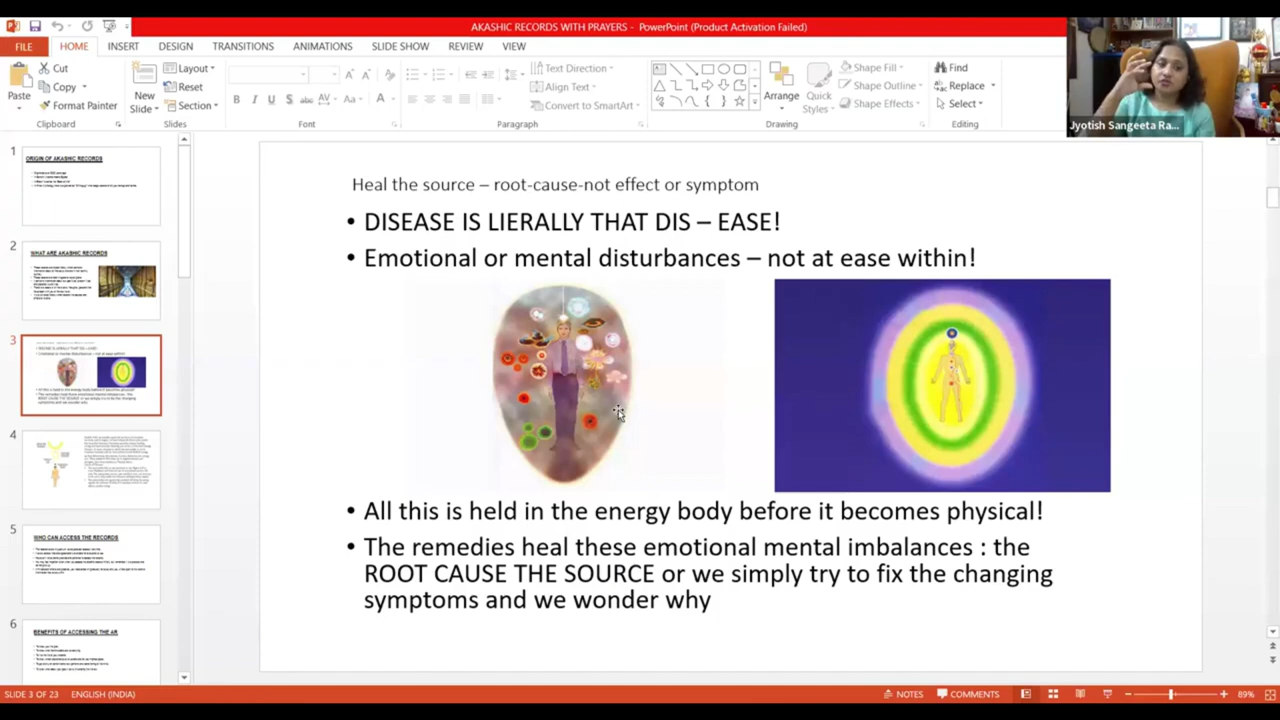 AKASHIC RECORDS WITH PRAYERS - PowerPoint (Product Activation Failed)
FILE HOME INSERT DESIGN TRANSITIONS ANIMATIONS SLIDE SHOW REVIEW VIEW
Paste
Cut
Copy
Format Painter
Clipboard
New
Slide
Layout
Reset
Section
Slides
Font
Text Direction
Align Text
Convert to SmartArt
Paragraph
Arrange
Quick
Styles
Shape Fill
Shape Outline
Shape Effects
Drawing
Find
Replace
Select
Editing
Jyotish Sangeeta Ra...
1
ORIGIN OF AKASHIC RECORDS
2
WHAT ARE AKASHIC RECORDS
3
4
5
WHO CAN ACCESS THE RECORDS
6
BENEFITS OF ACCESSING THE AR
Heal the source – root-cause-not effect or symptom
• DISEASE IS LIERALLY THAT DIS – EASE!
• Emotional or mental disturbances – not at ease within!
• All this is held in the energy body before it becomes physical!
• The remedies heal these emotional mental imbalances : the
ROOT CAUSE THE SOURCE or we simply try to fix the changing
symptoms and we wonder why
SLIDE 3 OF 23 ENGLISH (INDIA) NOTES COMMENTS 89%